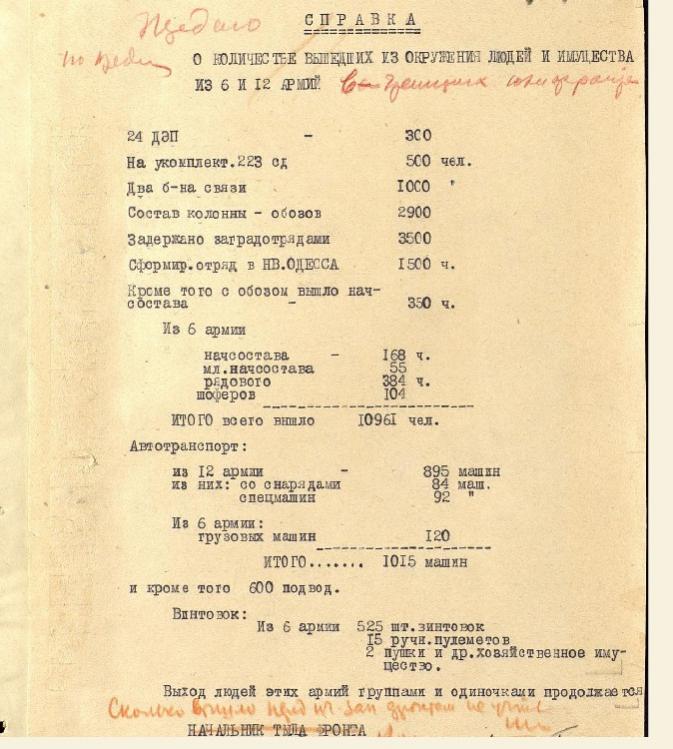 СПРАВКА
О КОЛИЧЕСТВЕ ВЫШЕДШИХ ИЗ ОКРУЖЕНИЯ ЛЮДЕЙ И ИМУЩЕСТВА
ИЗ 6 И 12 АРМИЙ
24 ДЭП - 300
На укомплект.223 сд 500 чел.
Два б-на связи 1000 "
Состав колонны - обозов 2900
Задержано заградотрядами 3500
Сформир.отряд в НВ.ОДЕССА 1500 ч.
Кроме того с обозом вышло нач-
состава - 350 ч.
Из 6 армии
начсостава - 168 ч.
мл.начсостава 55
рядового 384 ч.
шоферов 104
ИТОГО всего вышло 10961 чел.
Автотранспорт:
из 12 армии - 895 машин
из них: со снарядами 84 маш.
спецмашин 92 "
Из 6 армии:
грузовых машин 120
ИТОГО....... 1015 машин
и кроме того 600 подвод.
Винтовок:
Из 6 армии 525 шт.винтовок
15 ручн.пулеметов
2 пушки и др.хозяйственное иму-
щество.
Выход людей этих армий группами и одиночками продолжается
Сколько вышло
НАЧАЛЬНИК ТЫЛА ФРОНТА